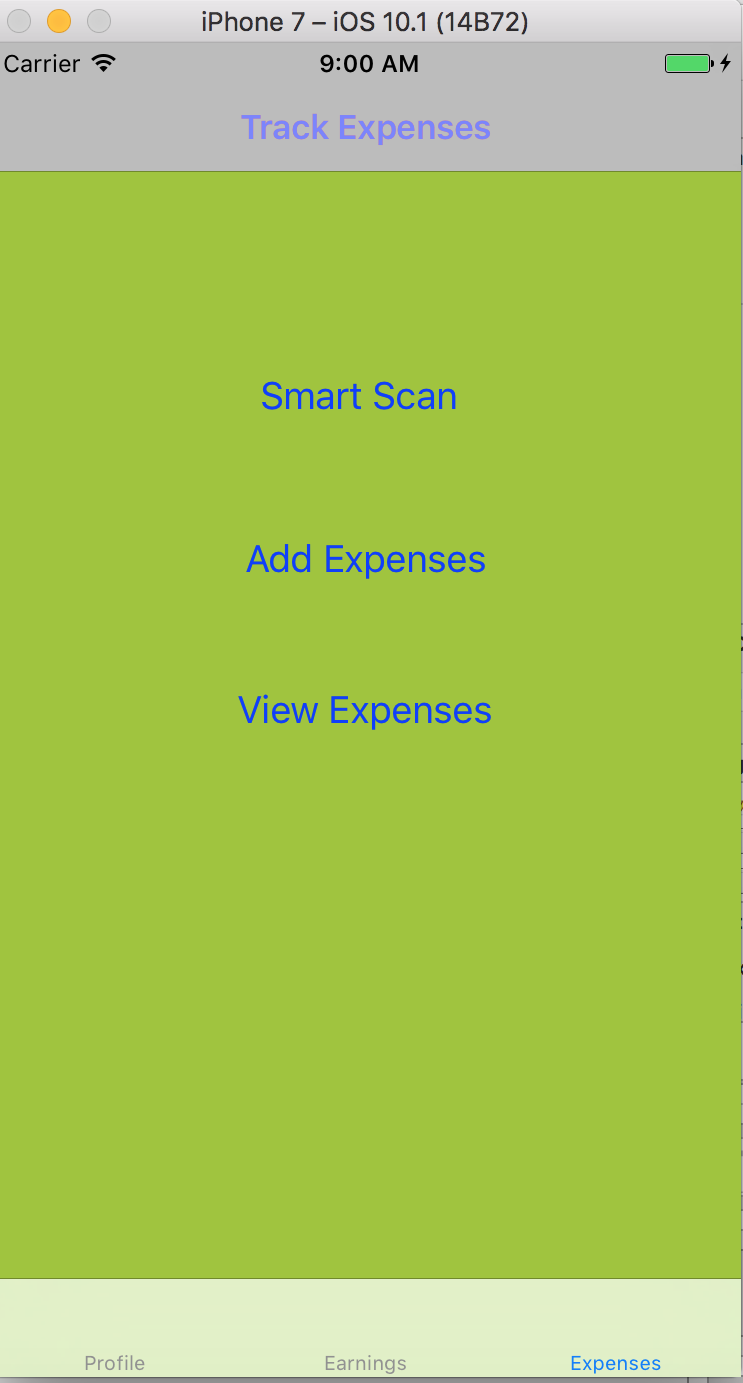 iPhone 7 – iOS 10.1 (14B72)
Carrier 9:00 AM
Track Expenses
Smart Scan
Add Expenses
View Expenses
Profile Earnings Expenses